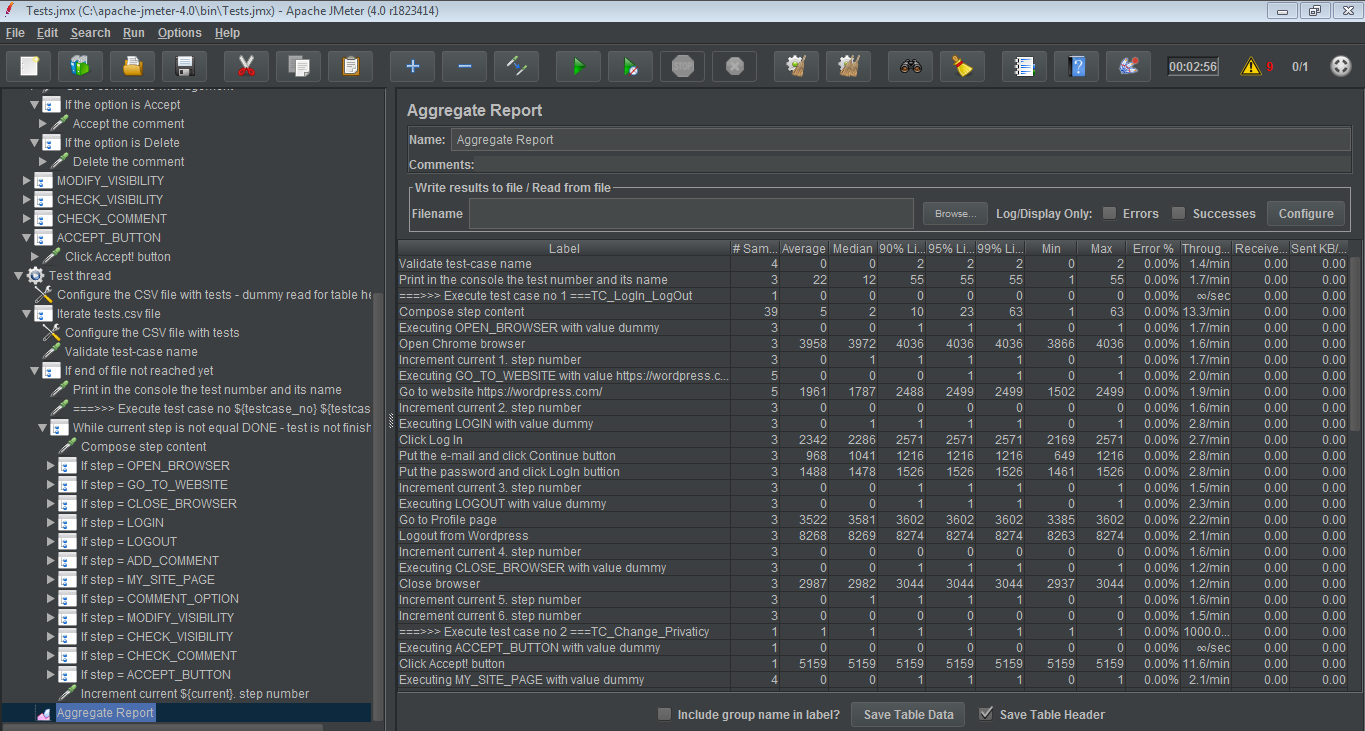 Tests.jmx (C:\apache-jmeter-4.0\bin\Tests.jmx) - Apache JMeter (4.0 r1823414)
File Edit Search Run Options Help
STOP 00:02:56 9 0/1
If the option is Accept
Accept the comment
If the option is Delete
Delete the comment
MODIFY_VISIBILITY
CHECK_VISIBILITY
CHECK_COMMENT
ACCEPT_BUTTON
Click Accept! button
Test thread
Configure the CSV file with tests - dummy read for table he
Iterate tests.csv file
Configure the CSV file with tests
Validate test-case name
If end of file not reached yet
Print in the console the test number and its name
===>>> Execute test case no ${testcase_no} ${testcas
While current step is not equal DONE - test is not finish
Compose step content
If step = OPEN_BROWSER
If step = GO_TO_WEBSITE
If step = CLOSE_BROWSER
If step = LOGIN
If step = LOGOUT
If step = ADD_COMMENT
If step = MY_SITE_PAGE
If step = COMMENT_OPTION
If step = MODIFY_VISIBILITY
If step = CHECK_VISIBILITY
If step = CHECK_COMMENT
If step = ACCEPT_BUTTON
Increment current ${current}. step number
Aggregate Report
Aggregate Report
Name: Aggregate Report
Comments:
Write results to file / Read from file
Filename Browse... Log/Display Only: Errors Successes Configure
Label # Sam... Average Median 90% Li... 95% Li... 99% Li... Min Max Error % Throug... Receive... Sent KB/...
Validate test-case name 4 0 0 2 2 2 0 2 0.00% 1.4/min 0.00 0.00
Print in the console the test number and its name 3 22 12 55 55 55 1 55 0.00% 1.7/min 0.00 0.00
===>>> Execute test case no 1 ===TC_LogIn_LogOut 1 0 0 0 0 0 0 0 0.00% ∞/sec 0.00 0.00
Compose step content 39 5 2 10 23 63 1 63 0.00% 13.3/min 0.00 0.00
Executing OPEN_BROWSER with value dummy 3 0 0 1 1 1 0 1 0.00% 1.7/min 0.00 0.00
Open Chrome browser 3 3958 3972 4036 4036 4036 3866 4036 0.00% 1.6/min 0.00 0.00
Increment current 1. step number 3 0 1 1 1 1 0 1 0.00% 1.7/min 0.00 0.00
Executing GO_TO_WEBSITE with value https://wordpress.c... 5 0 0 1 1 1 0 1 0.00% 2.0/min 0.00 0.00
Go to website https://wordpress.com/ 5 1961 1787 2488 2499 2499 1502 2499 0.00% 1.9/min 0.00 0.00
Increment current 2. step number 3 0 0 0 0 0 0 0 0.00% 1.6/min 0.00 0.00
Executing LOGIN with value dummy 3 0 0 1 1 1 0 1 0.00% 2.8/min 0.00 0.00
Click Log In 3 2342 2286 2571 2571 2571 2169 2571 0.00% 2.7/min 0.00 0.00
Put the e-mail and click Continue button 3 968 1041 1216 1216 1216 649 1216 0.00% 2.8/min 0.00 0.00
Put the password and click LogIn buttion 3 1488 1478 1526 1526 1526 1461 1526 0.00% 2.8/min 0.00 0.00
Increment current 3. step number 3 0 0 1 1 1 0 1 0.00% 1.5/min 0.00 0.00
Executing LOGOUT with value dummy 3 0 0 1 1 1 0 1 0.00% 2.3/min 0.00 0.00
Go to Profile page 3 3522 3581 3602 3602 3602 3385 3602 0.00% 2.2/min 0.00 0.00
Logout from Wordpress 3 8268 8269 8274 8274 8274 8263 8274 0.00% 2.1/min 0.00 0.00
Increment current 4. step number 3 0 0 1 1 1 0 1 0.00% 1.6/min 0.00 0.00
Executing CLOSE_BROWSER with value dummy 3 0 0 1 1 1 0 1 0.00% 1.2/min 0.00 0.00
Close browser 3 2987 2982 3044 3044 3044 2937 3044 0.00% 1.2/min 0.00 0.00
Increment current 5. step number 3 0 1 1 1 1 0 1 0.00% 1.6/min 0.00 0.00
Increment current 6. step number 3 0 0 1 1 1 0 1 0.00% 1.5/min 0.00 0.00
===>>> Execute test case no 2 ===TC_Change_Privaticy 1 1 1 1 1 1 1 1 0.00% 1000.0... 0.00 0.00
Executing ACCEPT_BUTTON with value dummy 1 0 0 0 0 0 0 0 0.00% ∞/sec 0.00 0.00
Click Accept! button 1 5159 5159 5159 5159 5159 5159 5159 0.00% 11.6/min 0.00 0.00
Executing MY_SITE_PAGE with value dummy 4 0 0 1 1 1 0 1 0.00% 2.1/min 0.00 0.00
Include group name in label? Save Table Data Save Table Header